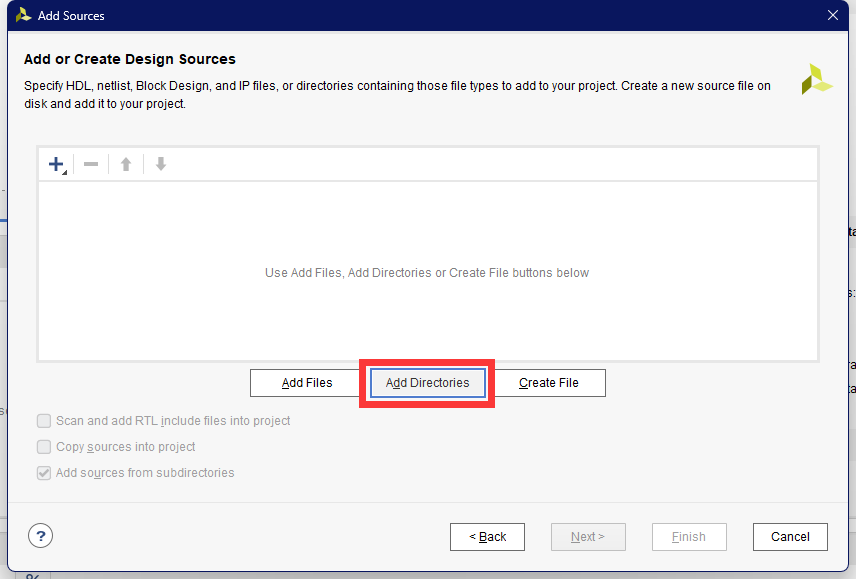 Add Sources
Add or Create Design Sources
Specify HDL, netlist, Block Design, and IP files, or directories containing those file types to add to your project. Create a new source file on
disk and add it to your project.
Use Add Files, Add Directories or Create File buttons below
Add Files
Add Directories
Create File
Scan and add RTL include files into project
Copy sources into project
Add sources from subdirectories
?
< Back
Next >
Finish
Cancel